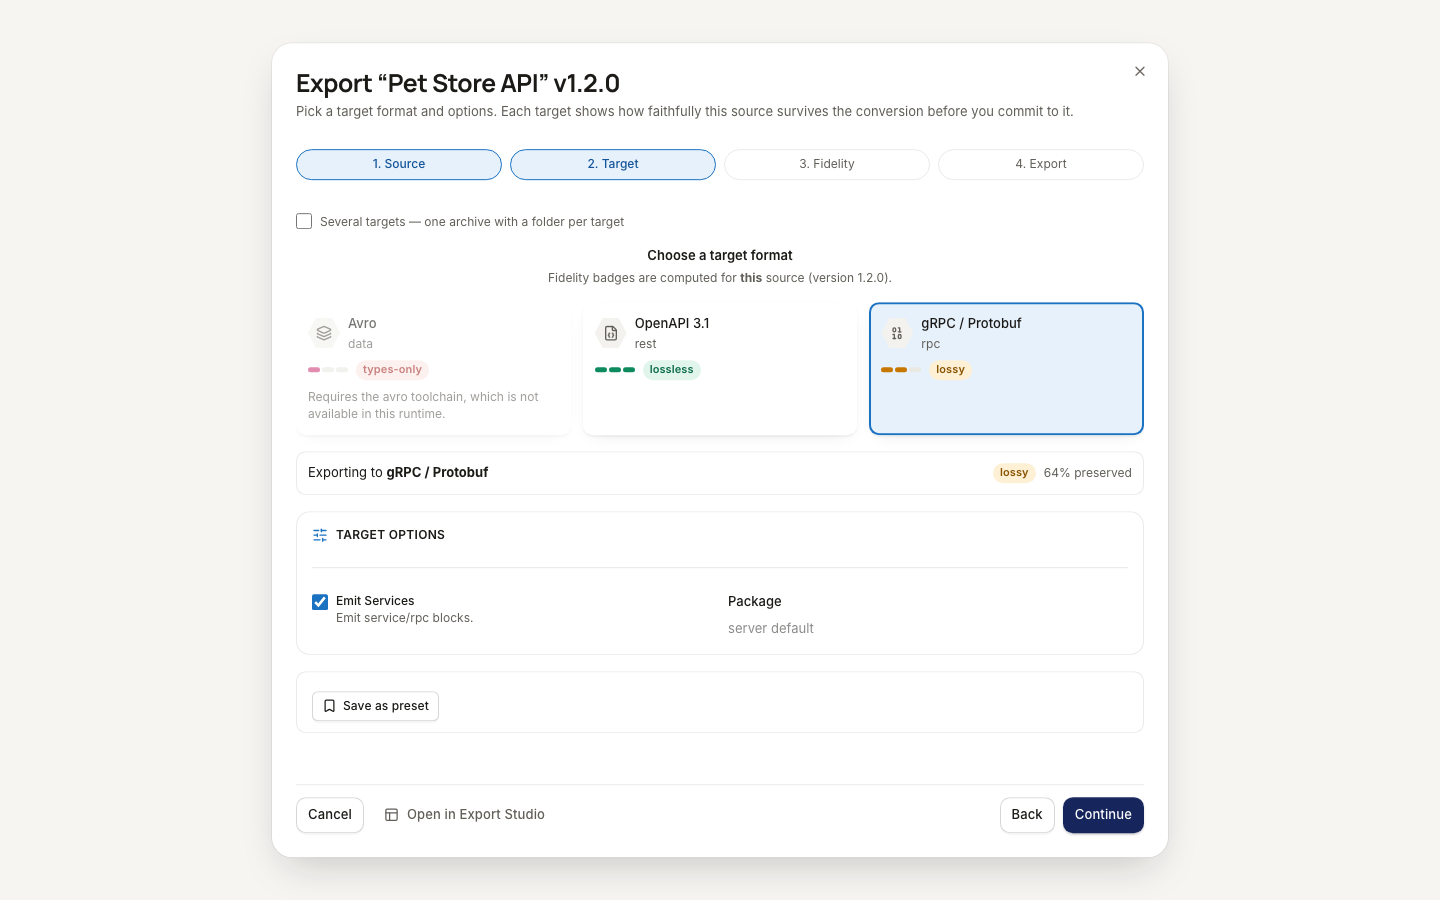 Export “Pet Store API” v1.2.0
Pick a target format and options. Each target shows how faithfully this source survives the conversion before you commit to it.
1. Source
2. Target
3. Fidelity
4. Export
Several targets — one archive with a folder per target
Choose a target format
Fidelity badges are computed for this source (version 1.2.0).
Avro
data
types-only
Requires the avro toolchain, which is not
available in this runtime.
OpenAPI 3.1
rest
lossless
01
10
gRPC / Protobuf
rpc
lossy
Exporting to gRPC / Protobuf
lossy
64% preserved
TARGET OPTIONS
Emit Services
Emit service/rpc blocks.
Package
server default
Save as preset
Cancel
Open in Export Studio
Back
Continue